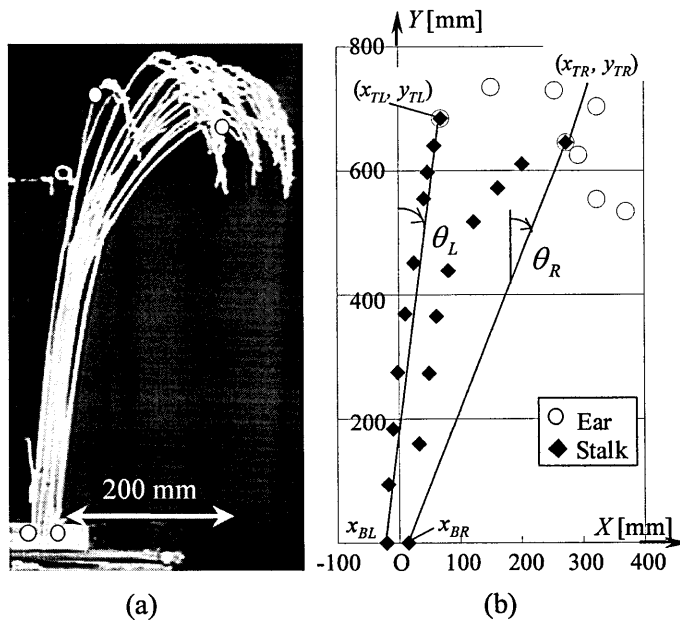 200 mm
(a)
Y [mm]
800
600
400
200
(x_TL, y_TL)
(x_TR, y_TR)
θ_L
θ_R
○ Ear
◆ Stalk
x_BL
x_BR
X [mm]
-100 O 100 200 300 400
(b)